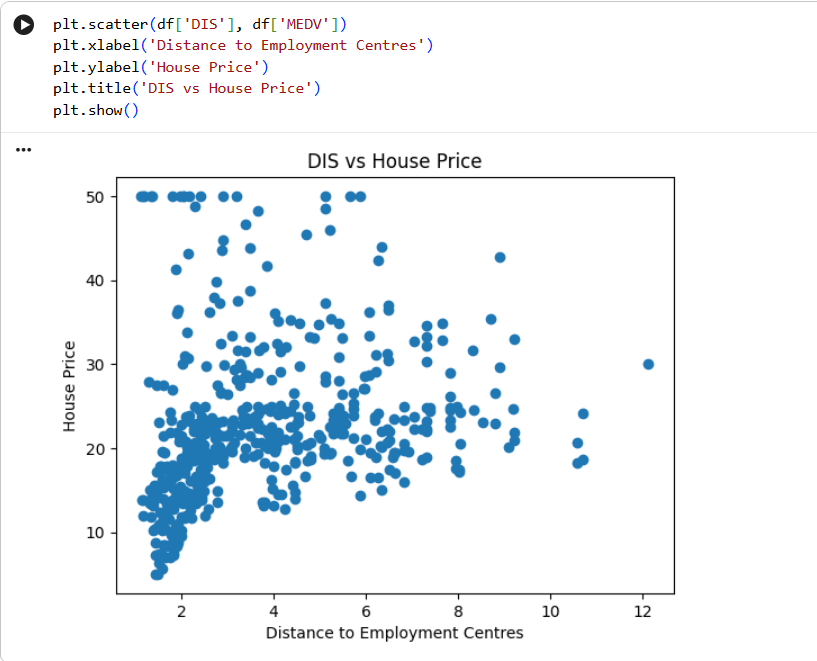 plt.scatter(df['DIS'], df['MEDV'])
plt.xlabel('Distance to Employment Centres')
plt.ylabel('House Price')
plt.title('DIS vs House Price')
plt.show()
DIS vs House Price
50
40
30
20
10
House Price
2 4 6 8 10 12
Distance to Employment Centres